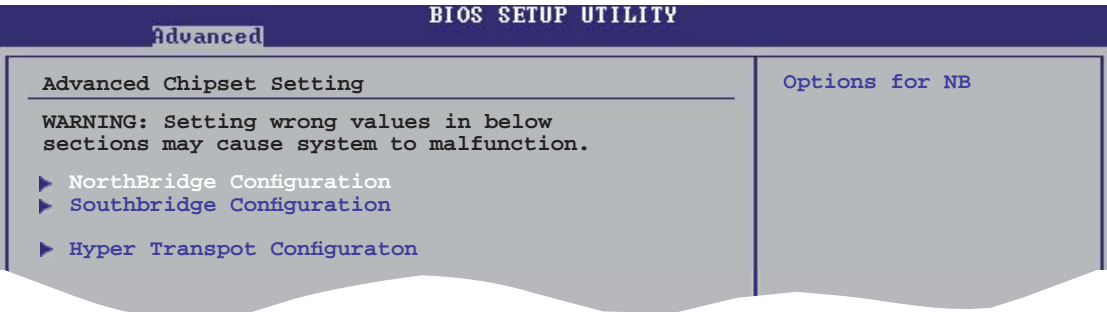 BIOS SETUP UTILITY
Advanced
Advanced Chipset Setting
WARNING: Setting wrong values in below
sections may cause system to malfunction.
NorthBridge Configuration
Southbridge Configuration
Hyper Transpot Configuraton
Options for NB